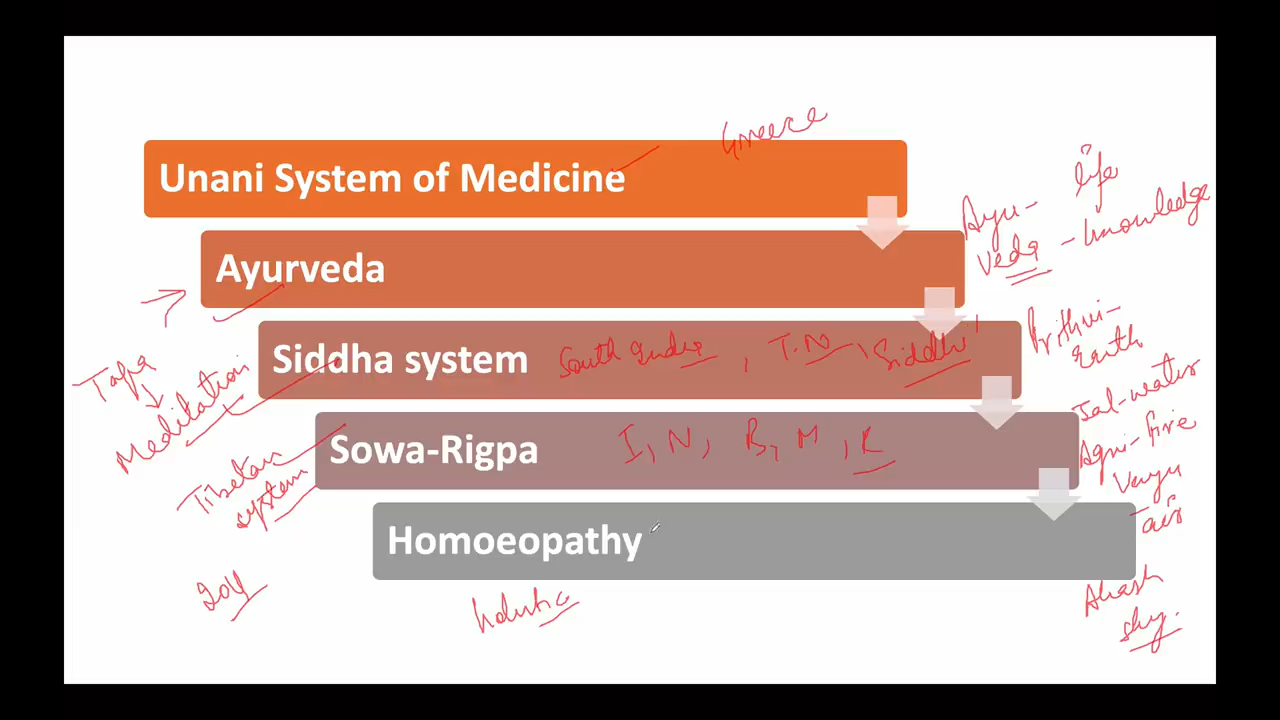 Greece
Unani System of Medicine
Ayu - life
Veda - knowledge
Ayurveda
Prithvi - Earth
Siddha system South India, T.N, Siddhi
Tapa
Meditation
Jal - water
Agni - fire
Vayu - air
Sowa-Rigpa I, N, B, M, R
Tibetan system
Homoeopathy
Akash
sky.
holistic